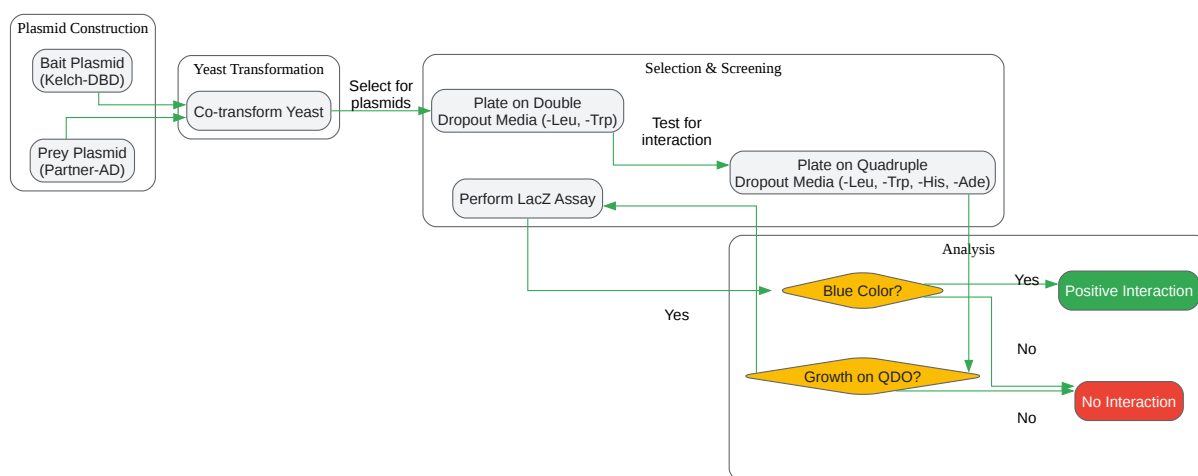 Plasmid Construction
Bait Plasmid
(Kelch-DBD)
Prey Plasmid
(Partner-AD)
Yeast Transformation
Co-transform Yeast
Select for
plasmids
Selection & Screening
Plate on Double
Dropout Media (-Leu, -Trp)
Test for
interaction
Plate on Quadruple
Dropout Media (-Leu, -Trp, -His, -Ade)
Perform LacZ Assay
Analysis
Blue Color?
Yes
Positive Interaction
Yes
No
Growth on QDO?
No Interaction
No